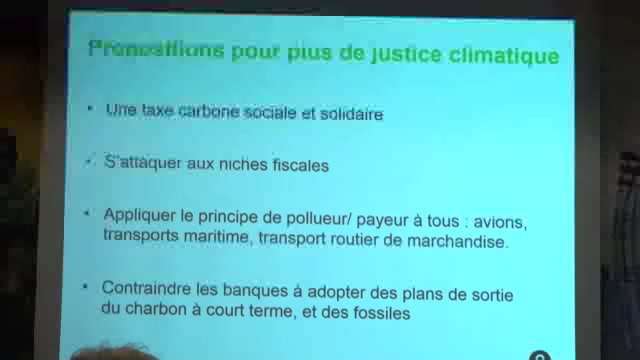 Propositions pour plus de justice climatique
• Une taxe carbone sociale et solidaire
• S'attaquer aux niches fiscales
• Appliquer le principe de pollueur/ payeur à tous : avions,
transports maritime, transport routier de marchandise.
• Contraindre les banques à adopter des plans de sortie
du charbon à court terme, et des fossiles